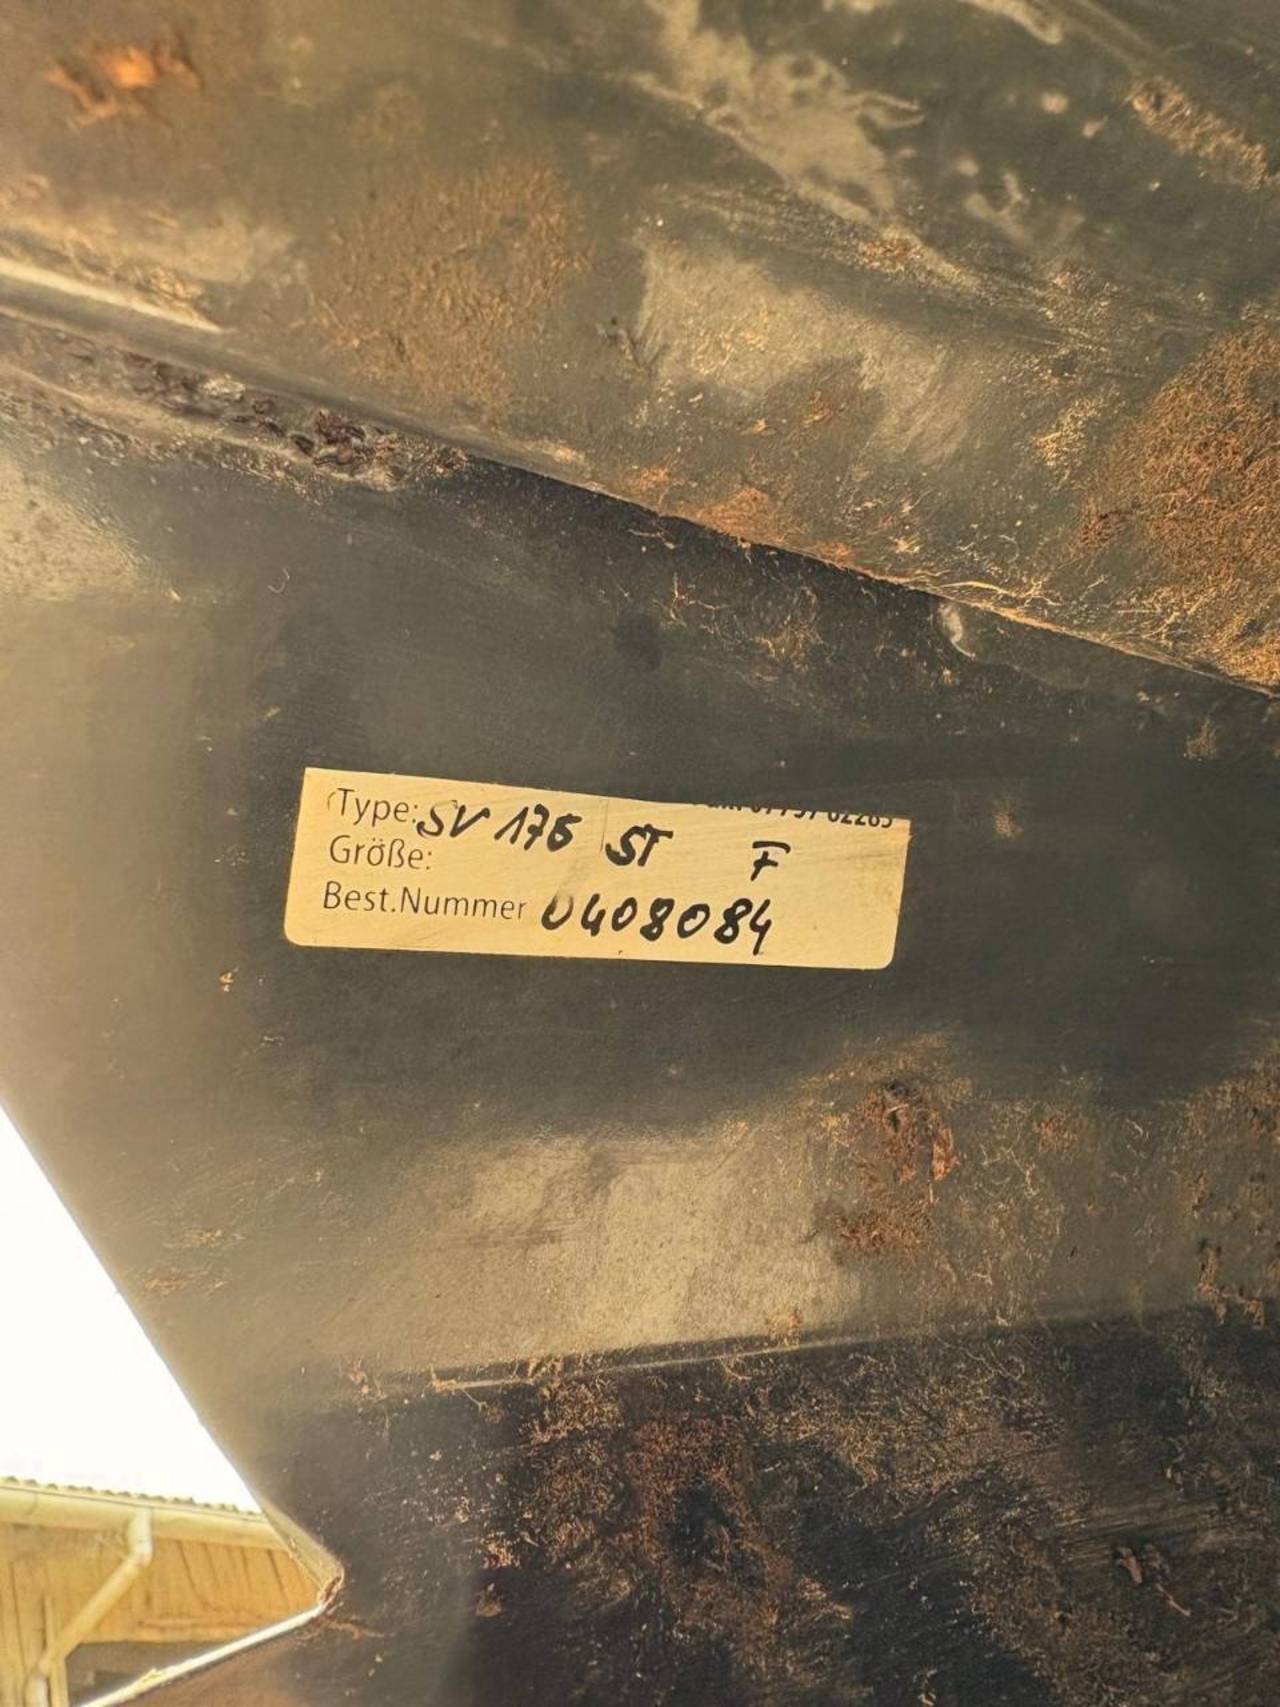 Type: SV 175 ST F
Größe:
Best.Nummer 0408084